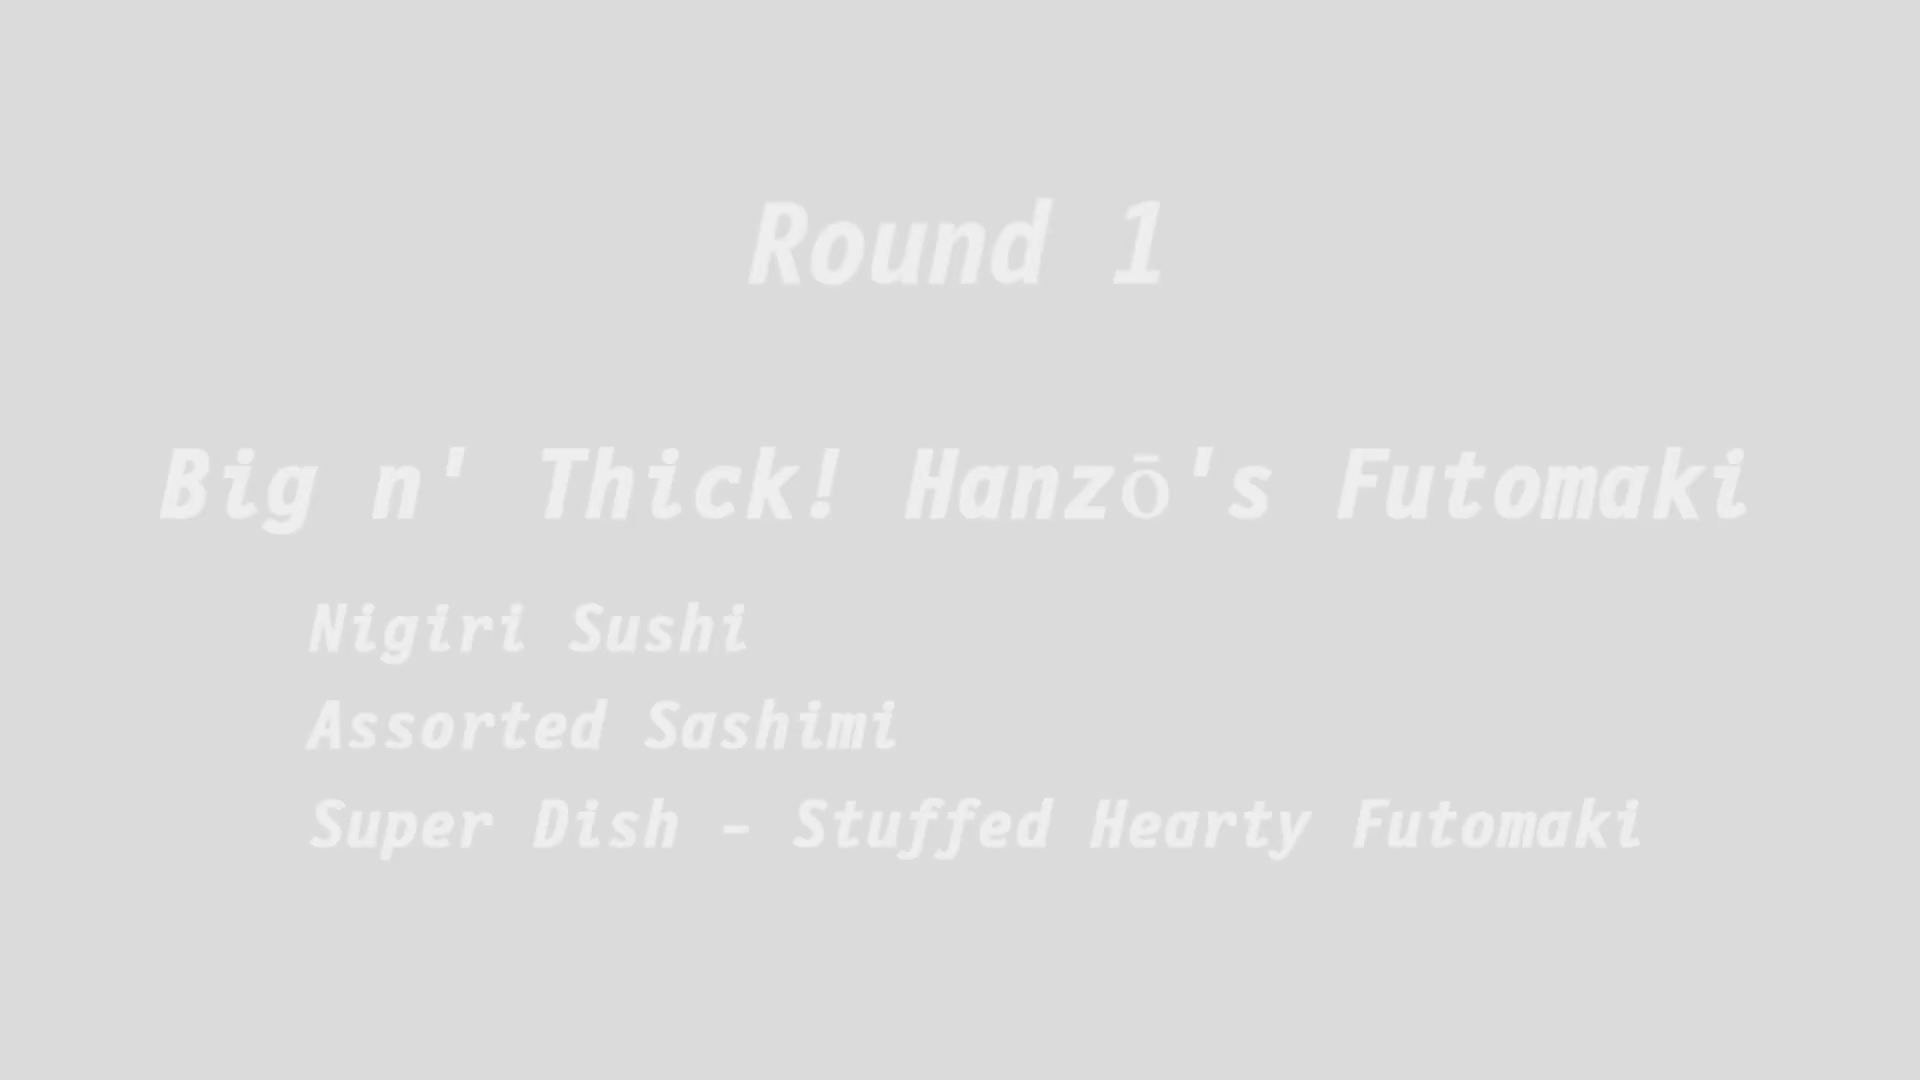 Round 1
Big n' Thick! Hanzō's Futomaki
Nigiri Sushi
Assorted Sashimi
Super Dish – Stuffed Hearty Futomaki